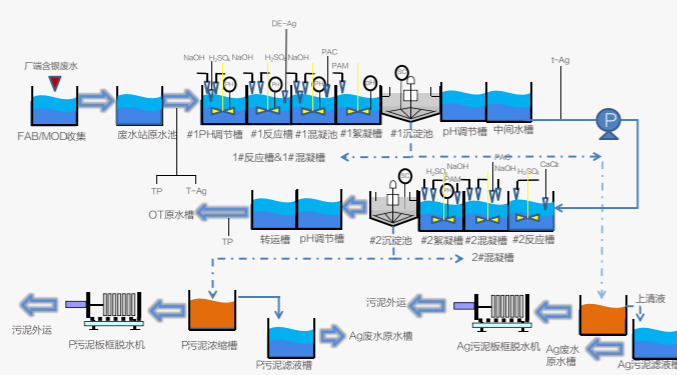 DE-Ag
厂端含银废水
NaOH H₂SO₄ NaOH H₂SO₄ NaOH PAC
PAM
t-Ag
SC
PH
P
FAB/MOD收集
废水站原水池
#1PH调节槽
#1反应槽
#1混凝池
#1絮凝槽
#1沉淀池
pH调节槽
中间水槽
1#反应槽&1#混凝槽
TP
T-Ag
OT原水槽
TP
转运槽
pH调节槽
SC
#2沉淀池
H₂SO₄
NaOH
PAM
PAC
NaOH
H₂SO₄
CaCl₂
#2絮凝槽
#2混凝槽
#2反应槽
2#混凝槽
污泥外运
P污泥板框脱水机
P污泥浓缩槽
P污泥滤液槽
Ag废水原水槽
污泥外运
Ag污泥板框脱水机
Ag废水
原水槽
上清液
Ag污泥滤液槽